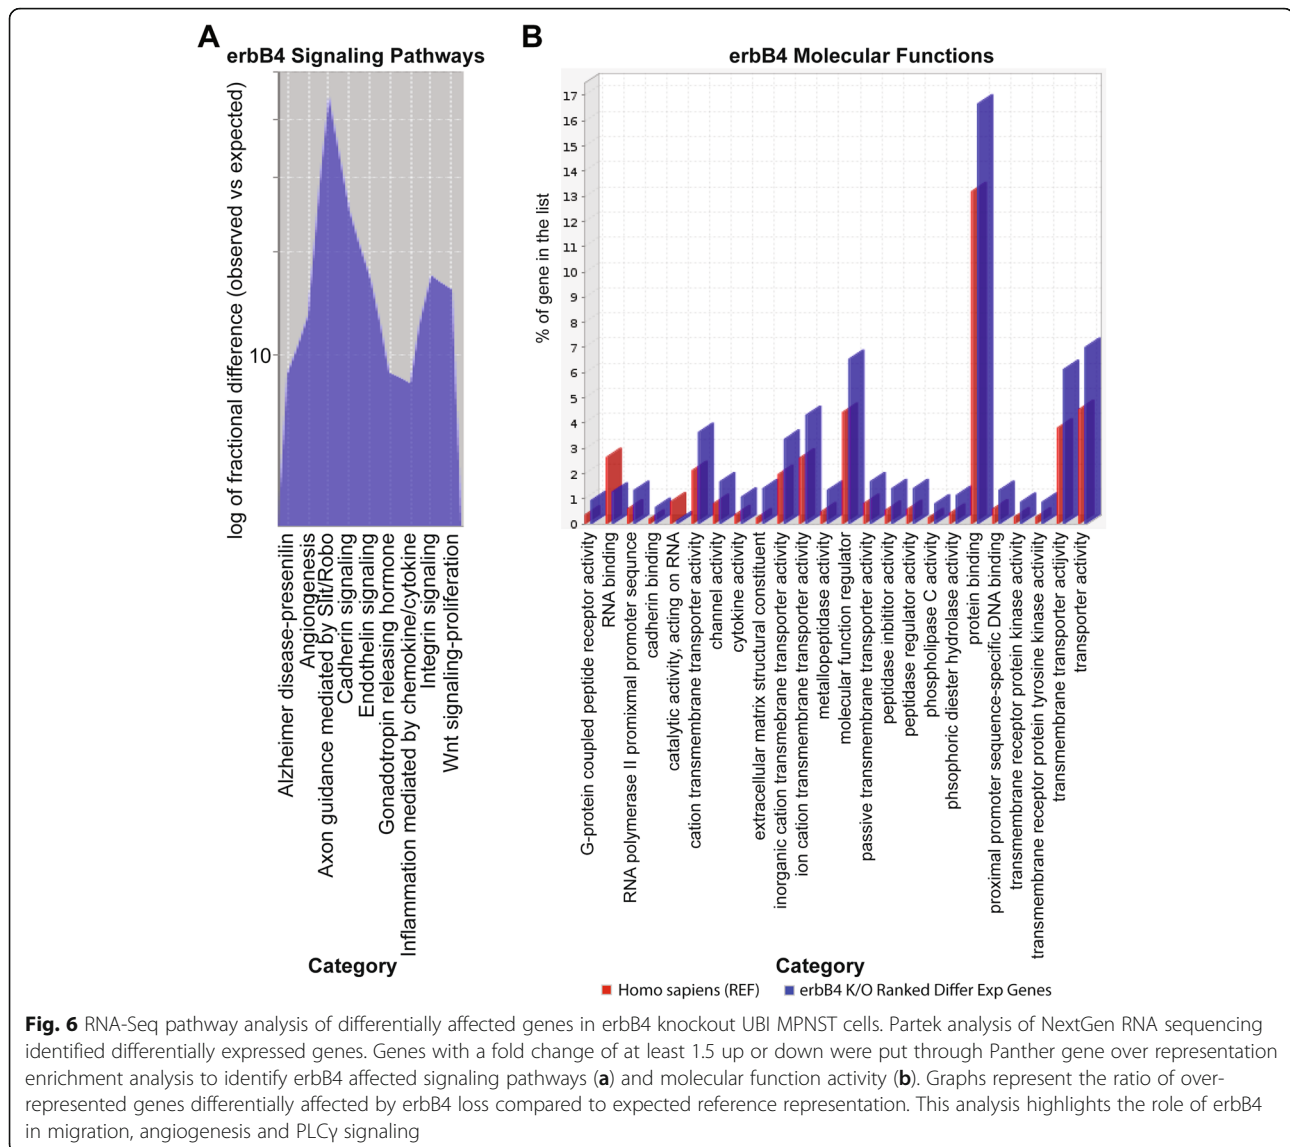 A
erbB4 Signaling Pathways
log of fractional difference (observed vs expected)
10
Alzheimer disease-presenilin
Angiongenesis
Axon guidance mediated by Slit/Robo
Cadherin signaling
Endothelin signaling
Gonadotropin releasing hormone
Inflammation mediated by chemokine/cytokine
Integrin signaling
Wnt signaling-proliferation
Category
B
erbB4 Molecular Functions
% of gene in the list
17
16
15
14
13
12
11
10
9
8
7
6
5
4
3
2
1
0
G-protein coupled peptide receptor activity
RNA binding
RNA polymerase II promixmal promoter sequnce
cadherin binding
catalytic activity, acting on RNA
cation transmembrane transporter activity
channel activity
cytokine activity
extracellular matrix structural constituent
inorganic cation transmebrane transporter activity
ion cation transmembrane transporter activity
metallopeptidase activity
molecular function regulator
passive transmembrane transporter activity
peptidase inbititor activity
peptidase regulator activity
phospholipase C activity
phsophoric diester hydrolase activity
protein binding
proximal promoter sequence-specific DNA binding
transmembrane receptor protein kinase activity
transmembrane receptor protein tyrosine kinase activiity
transmembrane transporter activjty
transporter activity
Category
Homo sapiens (REF)
erbB4 K/O Ranked Differ Exp Genes
Fig. 6 RNA-Seq pathway analysis of differentially affected genes in erbB4 knockout UBI MPNST cells. Partek analysis of NextGen RNA sequencing
identified differentially expressed genes. Genes with a fold change of at least 1.5 up or down were put through Panther gene over representation
enrichment analysis to identify erbB4 affected signaling pathways (a) and molecular function activity (b). Graphs represent the ratio of over-
represented genes differentially affected by erbB4 loss compared to expected reference representation. This analysis highlights the role of erbB4
in migration, angiogenesis and PLCγ signaling